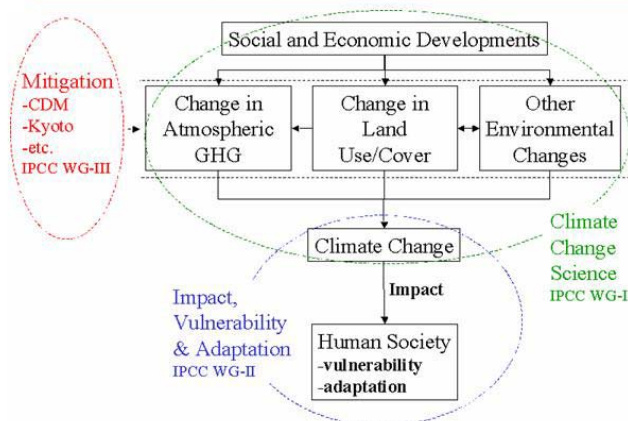 Social and Economic Developments
Mitigation
-CDM
-Kyoto
-etc.
IPCC WG-III
Change in
Atmospheric
GHG
Change in
Land
Use/Cover
Other
Environmental
Changes
Climate Change
Climate
Change
Science
IPCC WG-I
Impact
Impact,
Vulnerability
& Adaptation
IPCC WG-II
Human Society
-vulnerability
-adaptation